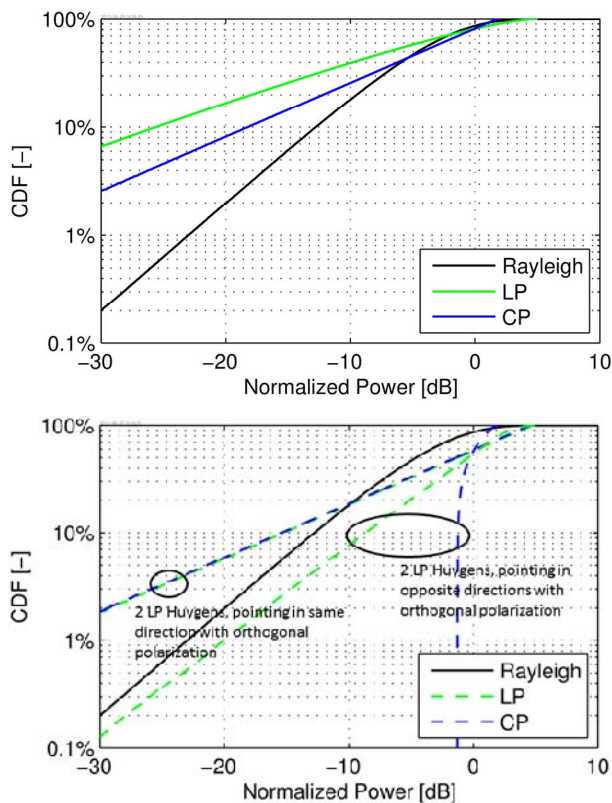 100%
10%
1%
0.1%
CDF [-]
−30
−20
−10
0
10
Normalized Power [dB]
Rayleigh
LP
CP
100%
10%
1%
0.1%
CDF [-]
2 LP Huygens, pointing in same
direction with orthogonal
polarization
2 LP Huygens, pointing in
opposite directions with
orthogonal polarization
Rayleigh
LP
CP
−30
−20
−10
0
10
Normalized Power [dB]